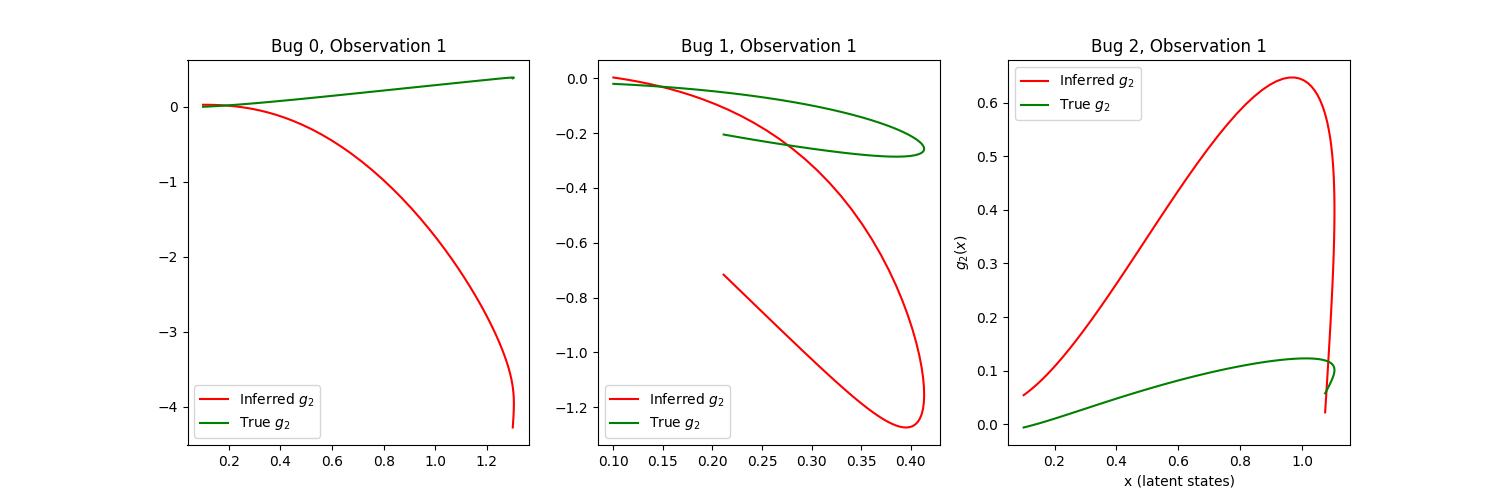 Bug 0, Observation 1
0
−1
−2
−3
−4
0.2 0.4 0.6 0.8 1.0 1.2
Inferred g₂
True g₂
Bug 1, Observation 1
0.0
−0.2
−0.4
−0.6
−0.8
−1.0
−1.2
0.10 0.15 0.20 0.25 0.30 0.35 0.40
Inferred g₂
True g₂
Bug 2, Observation 1
Inferred g₂
True g₂
g₂(x)
0.6
0.5
0.4
0.3
0.2
0.1
0.0
0.2 0.4 0.6 0.8 1.0
x (latent states)